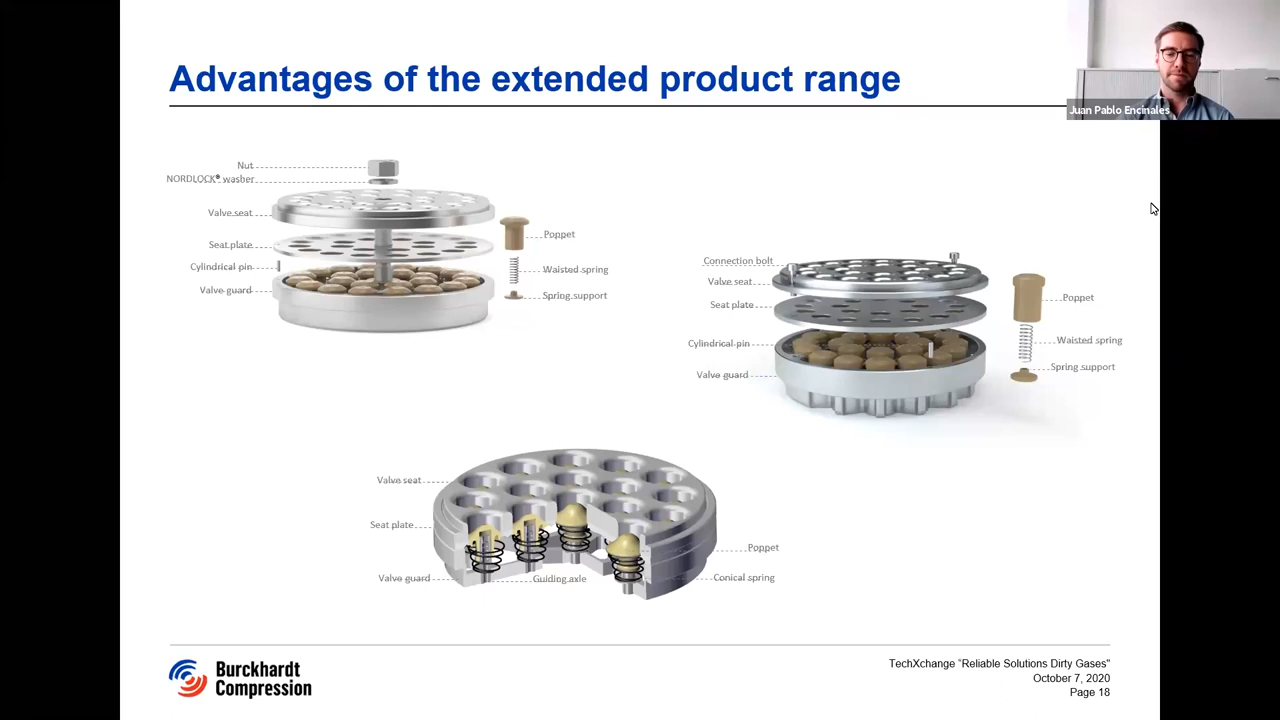 Advantages of the extended product range
Juan Pablo Encinales
Nut
NORDLOCK® washer
Valve seat
Seat plate
Cylindrical pin
Valve guard
Poppet
Waisted spring
Spring support
Connection bolt
Valve seat
Seat plate
Cylindrical pin
Valve guard
Poppet
Waisted spring
Spring support
Valve seat
Seat plate
Valve guard
Guiding axle
Poppet
Conical spring
Burckhardt
Compression
TechXchange "Reliable Solutions Dirty Gases"
October 7, 2020
Page 18